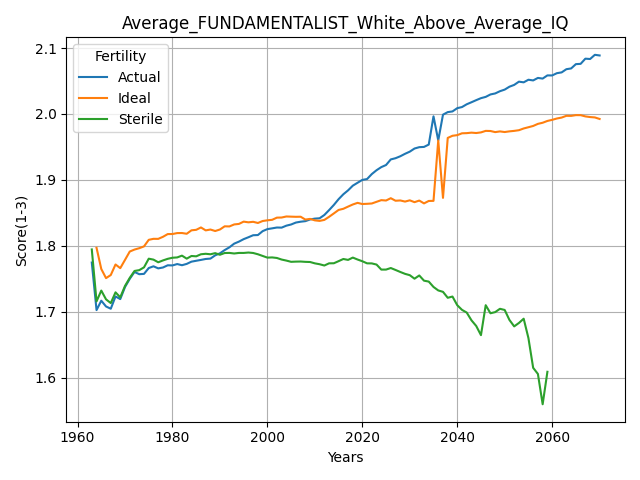 Average_FUNDAMENTALIST_White_Above_Average_IQ
Fertility
Actual
Ideal
Sterile
Score(1-3)
2.1
2.0
1.9
1.8
1.7
1.6
1960
1980
2000
2020
2040
2060
Years